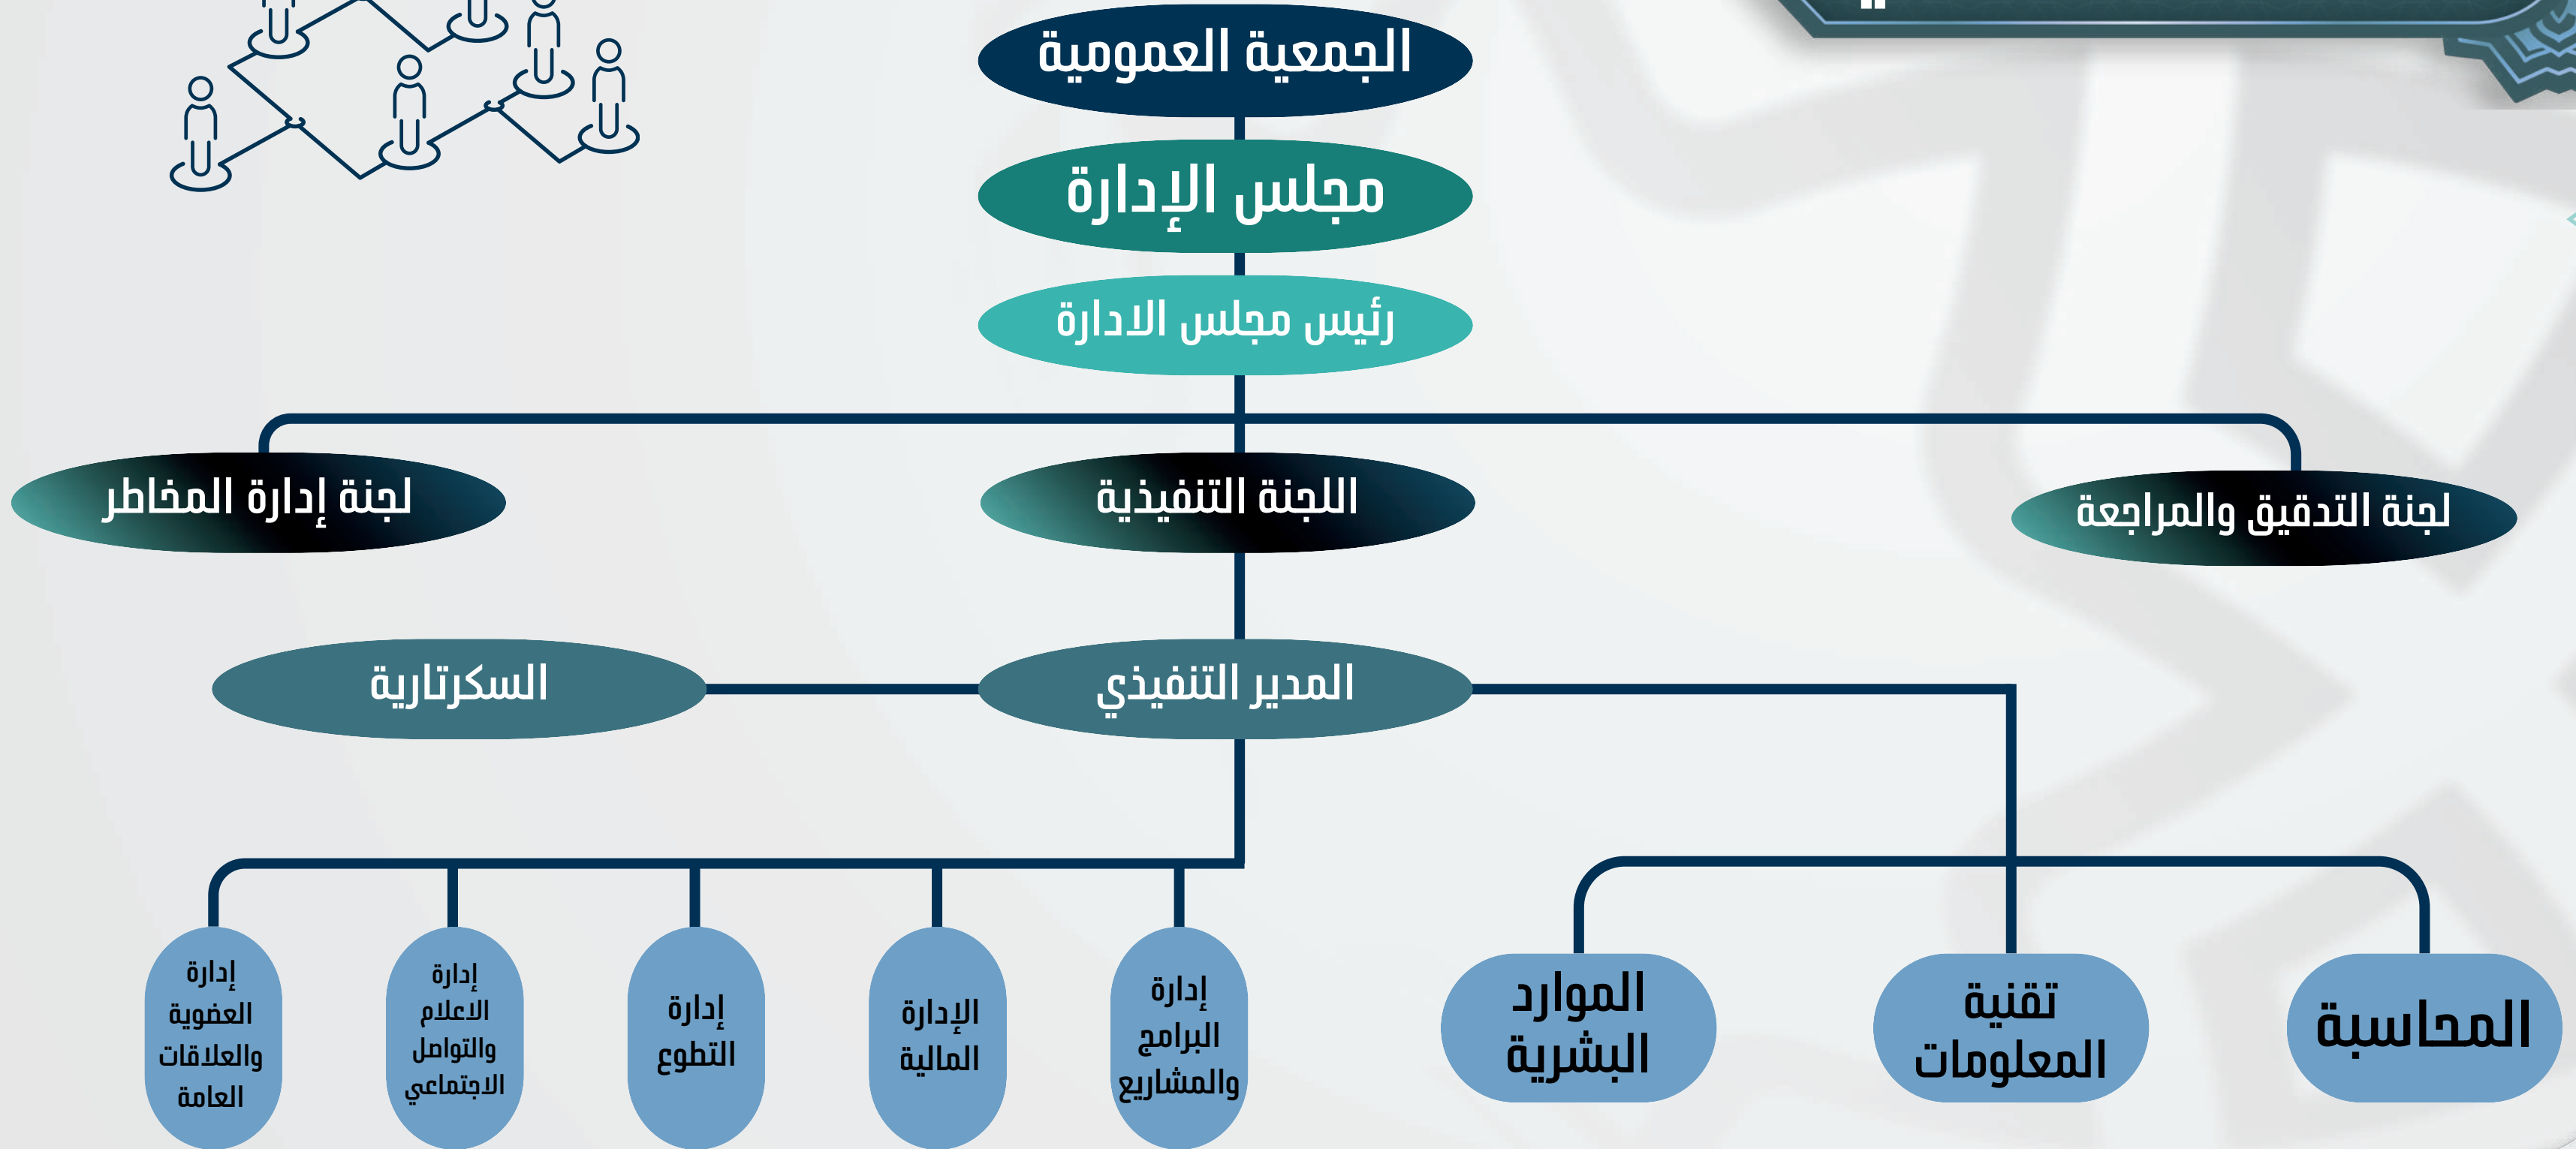 الجمعية العمومية
مجلس الإدارة
رئيس مجلس الادارة
لجنة التدقيق والمراجعة
اللجنة التنفيذية
لجنة إدارة المخاطر
المدير التنفيذي
السكرتارية
المحاسبة
تقنية
المعلومات
الموارد
البشرية
إدارة
البرامج
والمشاريع
الإدارة
المالية
إدارة
التطوع
إدارة
الاعلام
والتواصل
الاجتماعي
إدارة
العضوية
والعلاقات
العامة